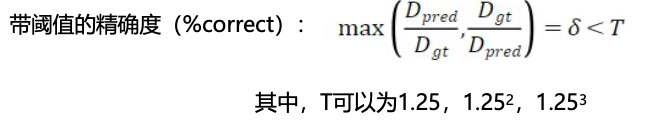 带阈值的精确度（%correct）： max(D_pred/D_gt, D_gt/D_pred) = δ < T
其中，T可以为1.25，1.25²，1.25³